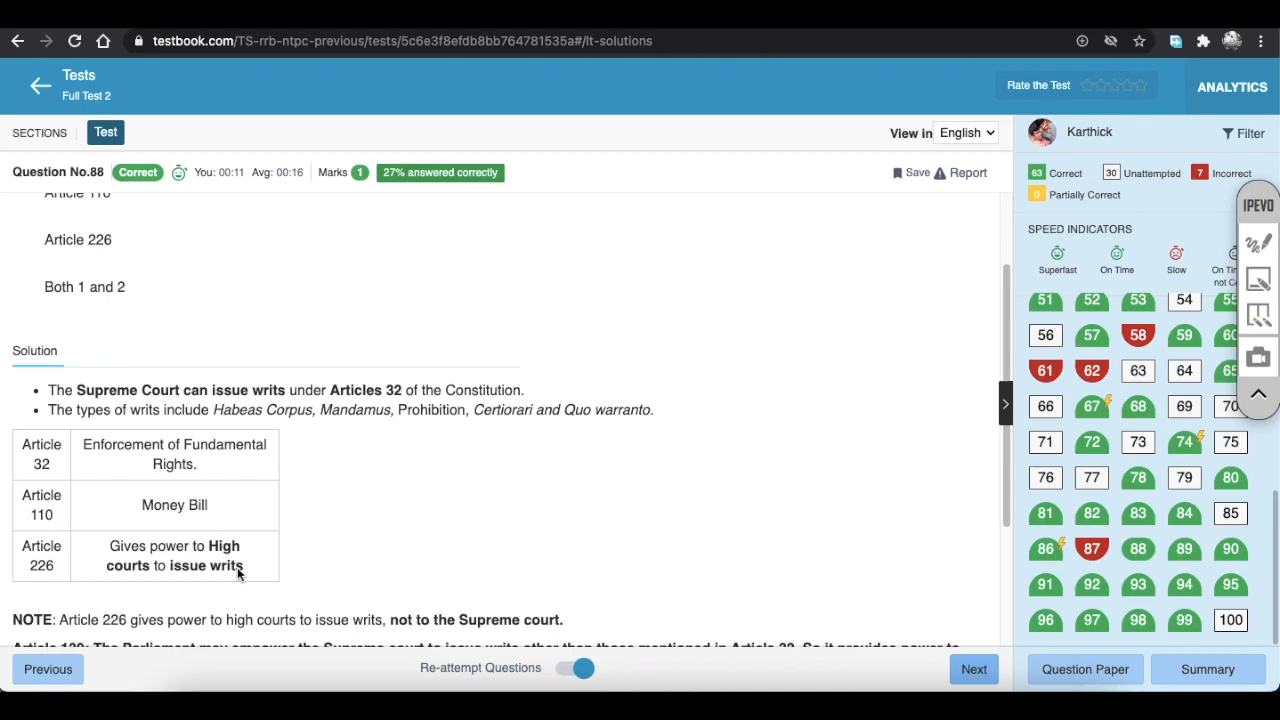 testbook.com/TS-rrb-ntpc-previous/tests/5c6e3f8efdb8bb764781535a#/lt-solutions
Tests
Full Test 2
Rate the Test
ANALYTICS
SECTIONS
Test
View in English
Karthick
Filter
Question No.88 Correct You: 00:11 Avg: 00:16 Marks 1 27% answered correctly
Save Report
63 Correct 30 Unattempted 7 Incorrect
0 Partially Correct
IPEVO
SPEED INDICATORS
Superfast On Time Slow
Article 110
Article 226
Both 1 and 2
Solution
The Supreme Court can issue writs under Articles 32 of the Constitution.
The types of writs include Habeas Corpus, Mandamus, Prohibition, Certiorari and Quo warranto.
Article 32
Enforcement of Fundamental Rights.
Article 110
Money Bill
Article 226
Gives power to High courts to issue writs
NOTE: Article 226 gives power to high courts to issue writs, not to the Supreme court.
51 52 53 54 55
56 57 58 59 60
61 62 63 64 65
66 67 68 69 70
71 72 73 74 75
76 77 78 79 80
81 82 83 84 85
86 87 88 89 90
91 92 93 94 95
96 97 98 99 100
Previous
Re-attempt Questions
Next
Question Paper
Summary